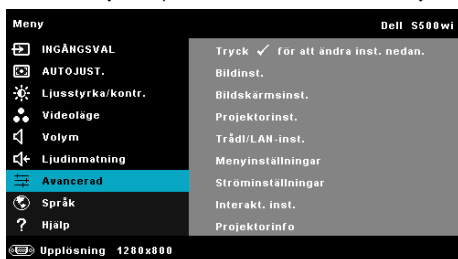 Meny Dell S500wi
INGÅNGSVAL
AUTOJUST.
Ljusstyrka/kontr.
Videoläge
Volym
Ljudinmatning
Avancerad
Språk
Hjälp
Tryck ✓ för att ändra inst. nedan.
Bildinst.
Bildskärmsinst.
Projektorinst.
Trådl/LAN-inst.
Menyinställningar
Ströminställningar
Interakt. inst.
Projektorinfo
Upplösning 1280x800